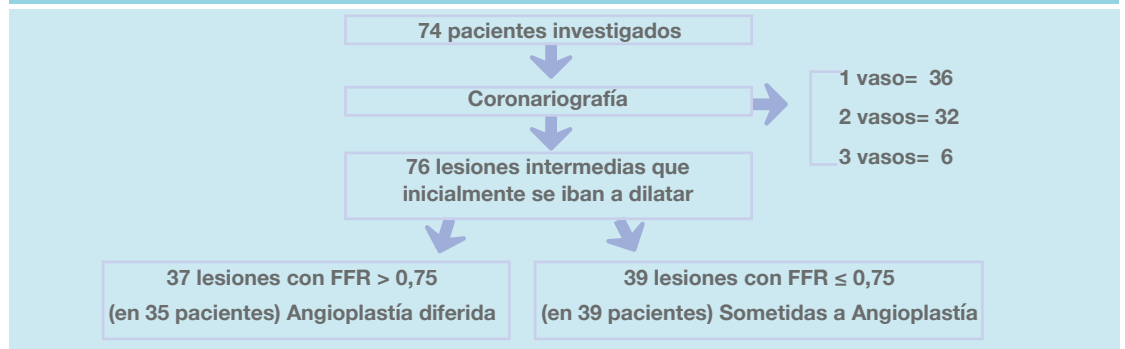 74 pacientes investigados
Coronariografía
1 vaso= 36
2 vasos= 32
3 vasos= 6
76 lesiones intermedias que
inicialmente se iban a dilatar
37 lesiones con FFR > 0,75
(en 35 pacientes) Angioplastía diferida
39 lesiones con FFR ≤ 0,75
(en 39 pacientes) Sometidas a Angioplastía